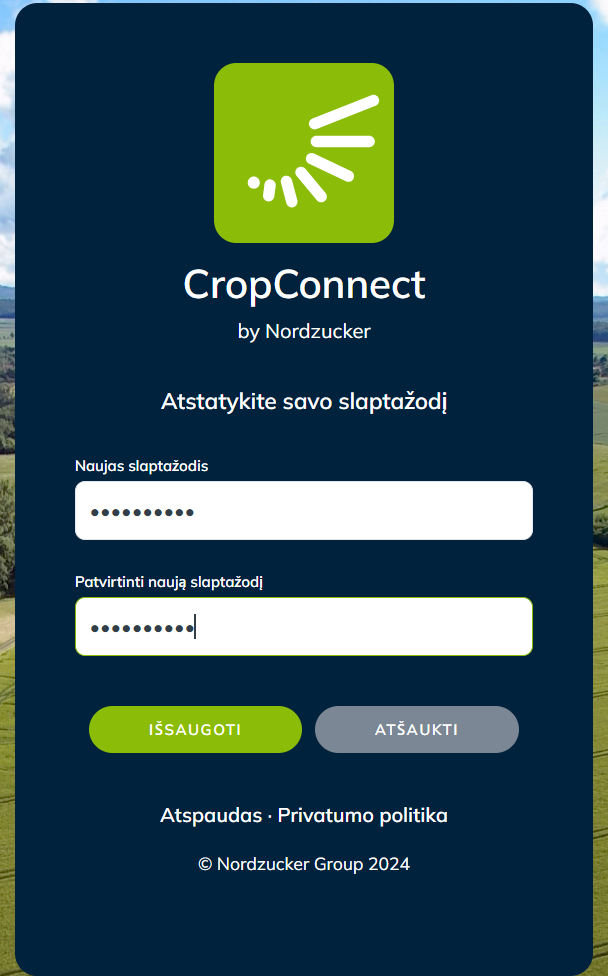 CropConnect
by Nordzucker
Atstatykite savo slaptažodį
Naujas slaptažodis
••••••••••
Patvirtinti naują slaptažodį
••••••••••
IŠSAUGOTI ATŠAUKTI
Atspaudas · Privatumo politika
© Nordzucker Group 2024